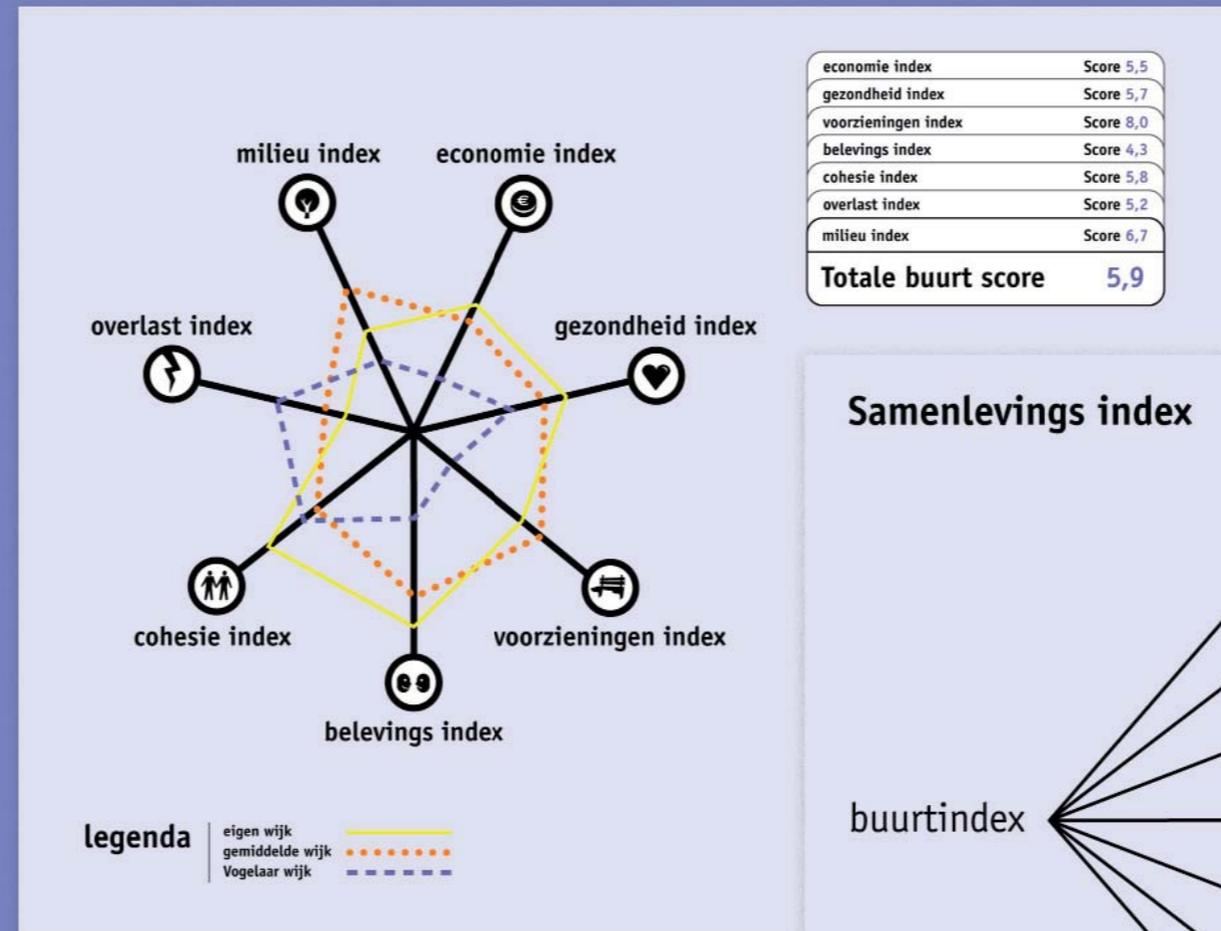 milieu index
economie index
overlast index
gezondheid index
cohesie index
voorzieningen index
belevings index
legenda
eigen wijk
gemiddelde wijk
Vogelaar wijk
economie index Score 5,5
gezondheid index Score 5,7
voorzieningen index Score 8,0
belevings index Score 4,3
cohesie index Score 5,8
overlast index Score 5,2
milieu index Score 6,7
Totale buurt score 5,9
Samenlevings index
buurtindex